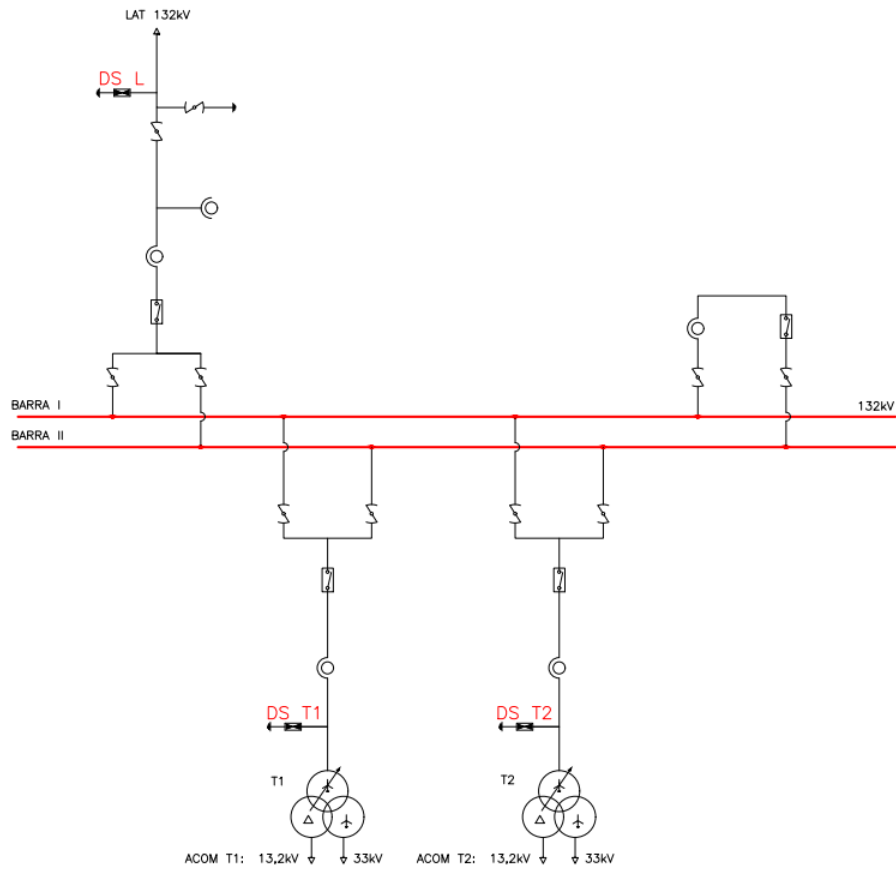 LAT 132kV
DS L
BARRA I
132kV
BARRA II
DS T1
DS T2
T1
T2
ACOM T1: 13,2kV 33kV
ACOM T2: 13,2kV 33kV